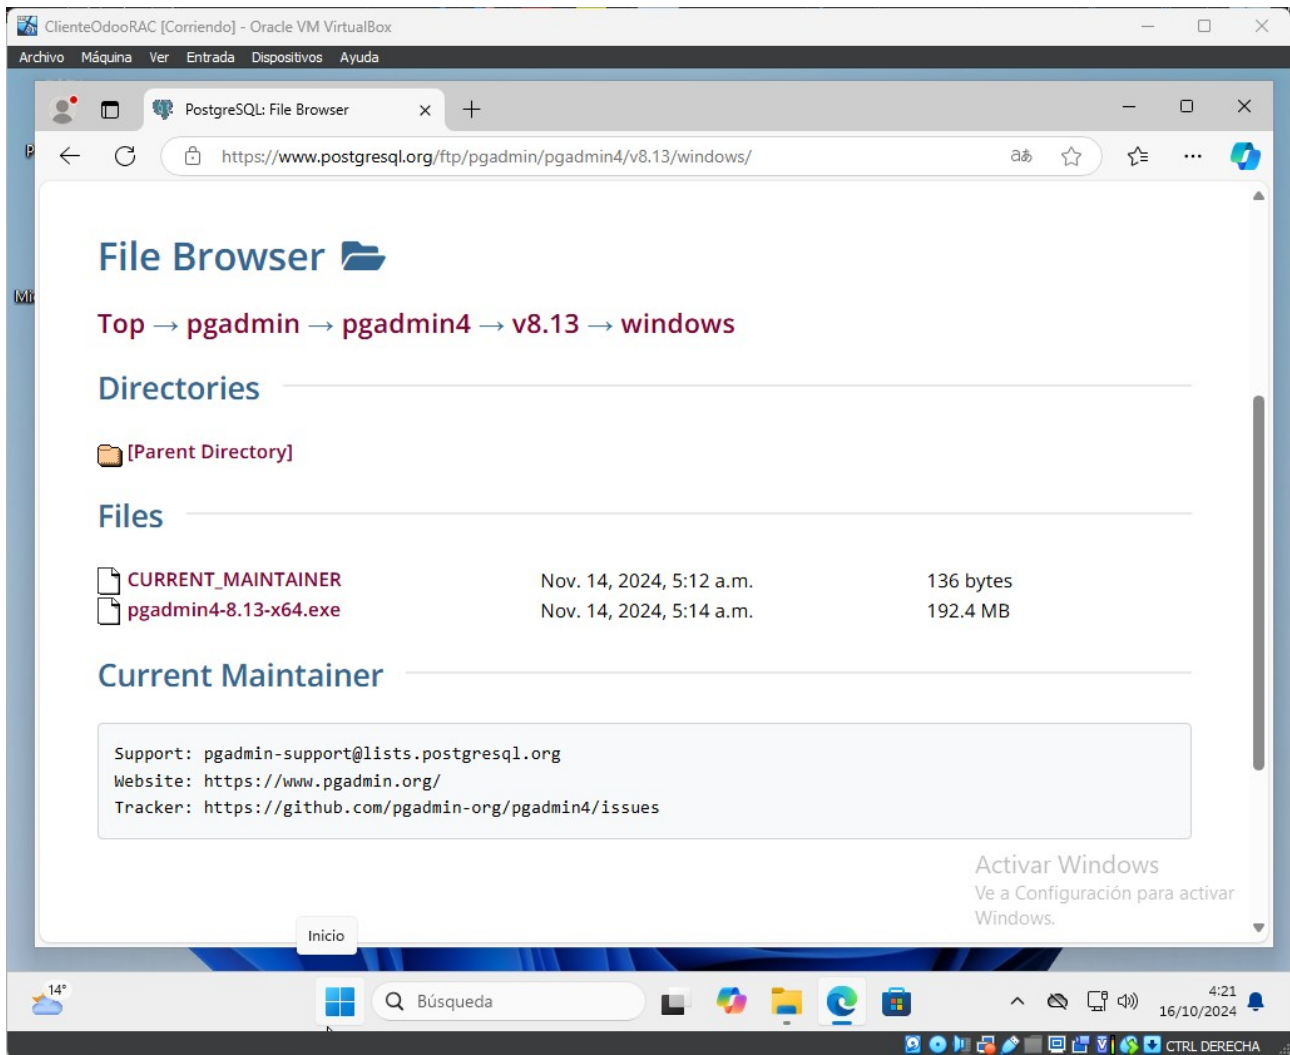 ClienteOdooRAC [Corriendo] - Oracle VM VirtualBox
Archivo Máquina Ver Entrada Dispositivos Ayuda
PostgreSQL: File Browser
https://www.postgresql.org/ftp/pgadmin/pgadmin4/v8.13/windows/
File Browser
Top → pgadmin → pgadmin4 → v8.13 → windows
Directories
[Parent Directory]
Files
CURRENT_MAINTAINER Nov. 14, 2024, 5:12 a.m. 136 bytes
pgadmin4-8.13-x64.exe Nov. 14, 2024, 5:14 a.m. 192.4 MB
Current Maintainer
Support: pgadmin-support@lists.postgresql.org
Website: https://www.pgadmin.org/
Tracker: https://github.com/pgadmin-org/pgadmin4/issues
Activar Windows
Ve a Configuración para activar
Windows.
Inicio
14°
Búsqueda
4:21
16/10/2024
CTRL DERECHA